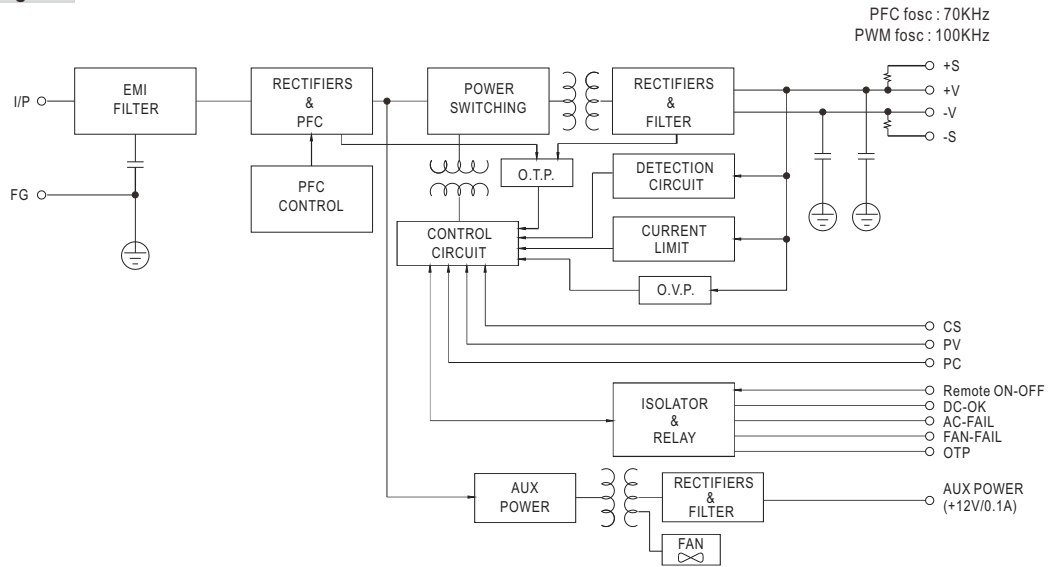 PFC fosc : 70KHz
PWM fosc : 100KHz
I/P
EMI
FILTER
RECTIFIERS
&
PFC
POWER
SWITCHING
RECTIFIERS
&
FILTER
+S
+V
-V
-S
FG
PFC
CONTROL
O.T.P.
DETECTION
CIRCUIT
CONTROL
CIRCUIT
CURRENT
LIMIT
O.V.P.
CS
PV
PC
ISOLATOR
&
RELAY
Remote ON-OFF
DC-OK
AC-FAIL
FAN-FAIL
OTP
AUX
POWER
RECTIFIERS
&
FILTER
AUX POWER
(+12V/0.1A)
FAN